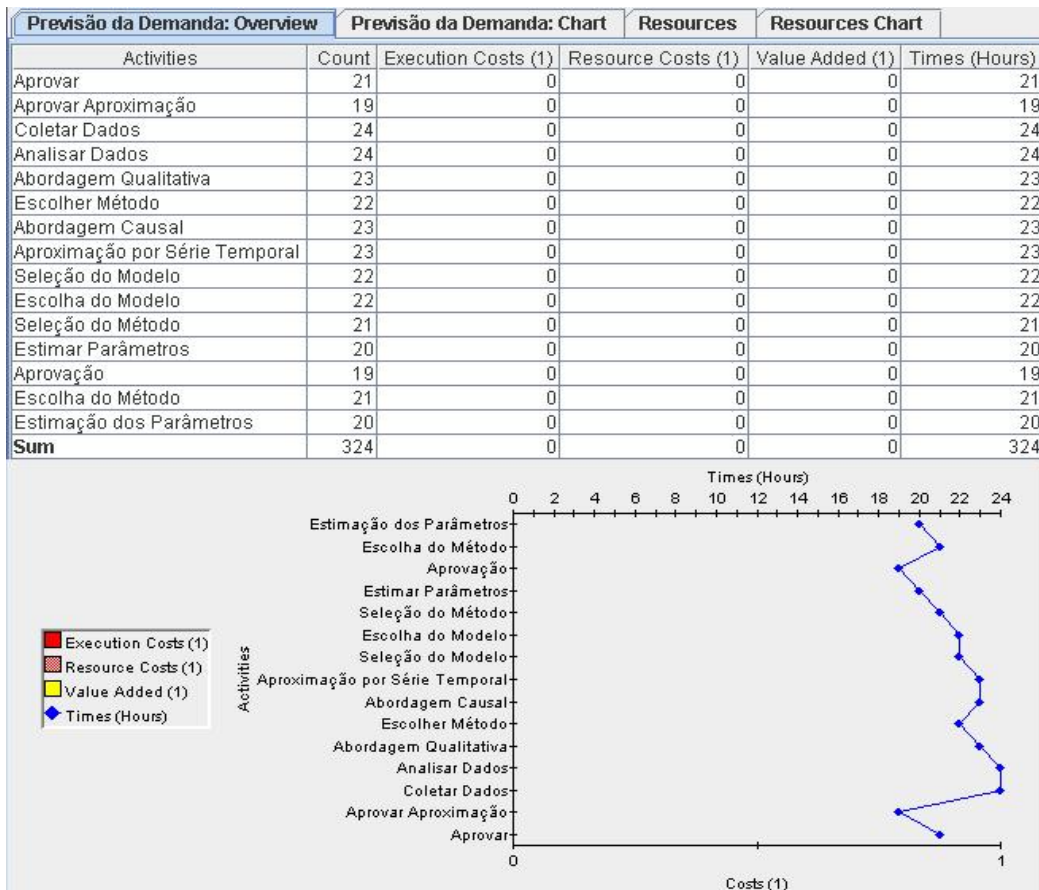 Previsão da Demanda: Overview Previsão da Demanda: Chart Resources Resources Chart
Activities Count Execution Costs (1) Resource Costs (1) Value Added (1) Times (Hours)
Aprovar 21 0 0 0 21
Aprovar Aproximação 19 0 0 0 19
Coletar Dados 24 0 0 0 24
Analisar Dados 24 0 0 0 24
Abordagem Qualitativa 23 0 0 0 23
Escolher Método 22 0 0 0 22
Abordagem Causal 23 0 0 0 23
Aproximação por Série Temporal 23 0 0 0 23
Seleção do Modelo 22 0 0 0 22
Escolha do Modelo 22 0 0 0 22
Seleção do Método 21 0 0 0 21
Estimar Parâmetros 20 0 0 0 20
Aprovação 19 0 0 0 19
Escolha do Método 21 0 0 0 21
Estimação dos Parâmetros 20 0 0 0 20
Sum 324 0 0 0 324
Times (Hours)
0 2 4 6 8 10 12 14 16 18 20 22 24
Estimação dos Parâmetros
Escolha do Método
Aprovação
Estimar Parâmetros
Seleção do Método
Escolha do Modelo
Seleção do Modelo
Aproximação por Série Temporal
Abordagem Causal
Escolher Método
Abordagem Qualitativa
Analisar Dados
Coletar Dados
Aprovar Aproximação
Aprovar
Activities
Execution Costs (1)
Resource Costs (1)
Value Added (1)
Times (Hours)
0 1
Costs (1)